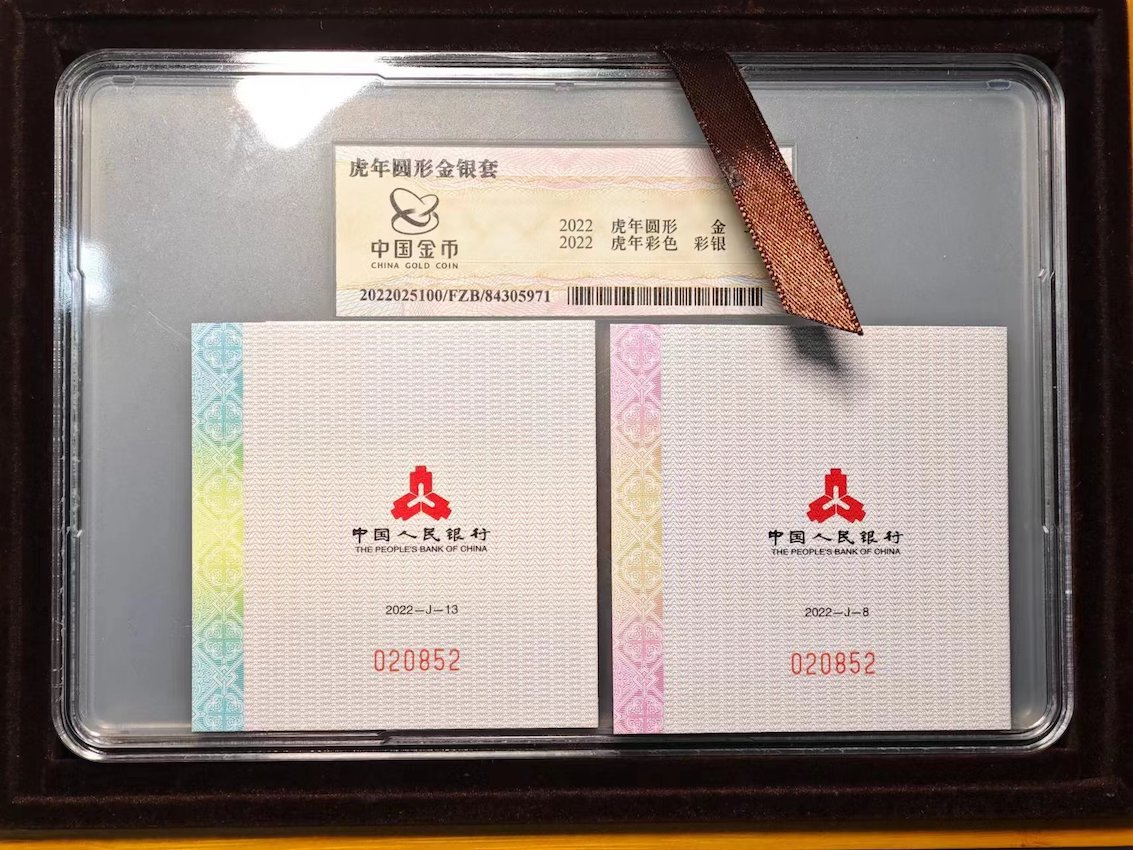 虎年圆形金银套
中国金币
CHINA GOLD COIN
2022 虎年圆形 金
2022 虎年彩色 彩银
2022025100/FZB/84305971
中国人民银行
THE PEOPLE'S BANK OF CHINA
2022—J—13
020852
中国人民银行
THE PEOPLE'S BANK OF CHINA
2022—J—8
020852